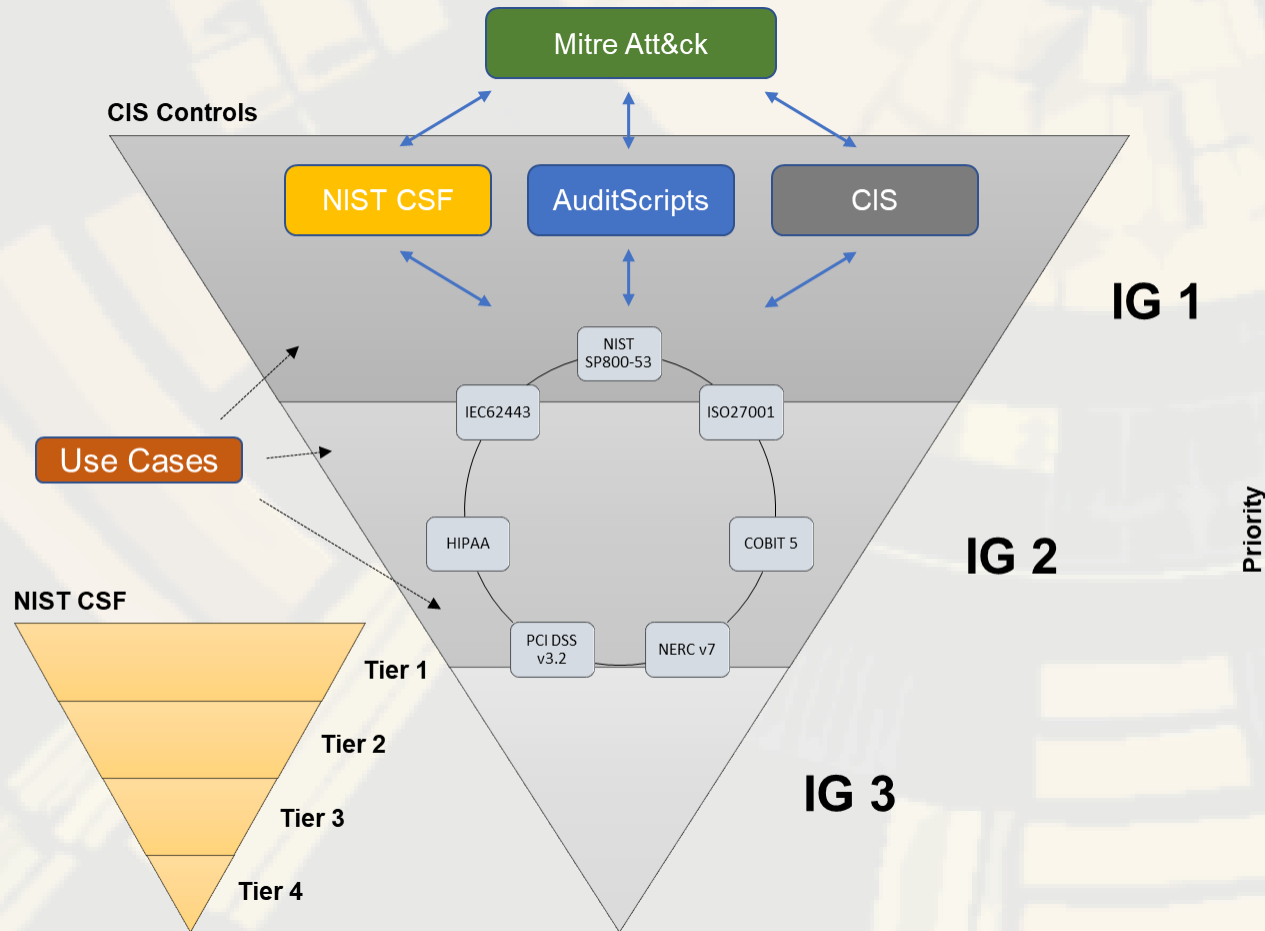 Mitre Att&ck
CIS Controls
NIST CSF
AuditScripts
CIS
IG 1
NIST
SP800-53
IEC62443
ISO27001
Use Cases
HIPAA
COBIT 5
IG 2
Priority
NIST CSF
PCI DSS
v3.2
NERC v7
Tier 1
Tier 2
IG 3
Tier 3
Tier 4